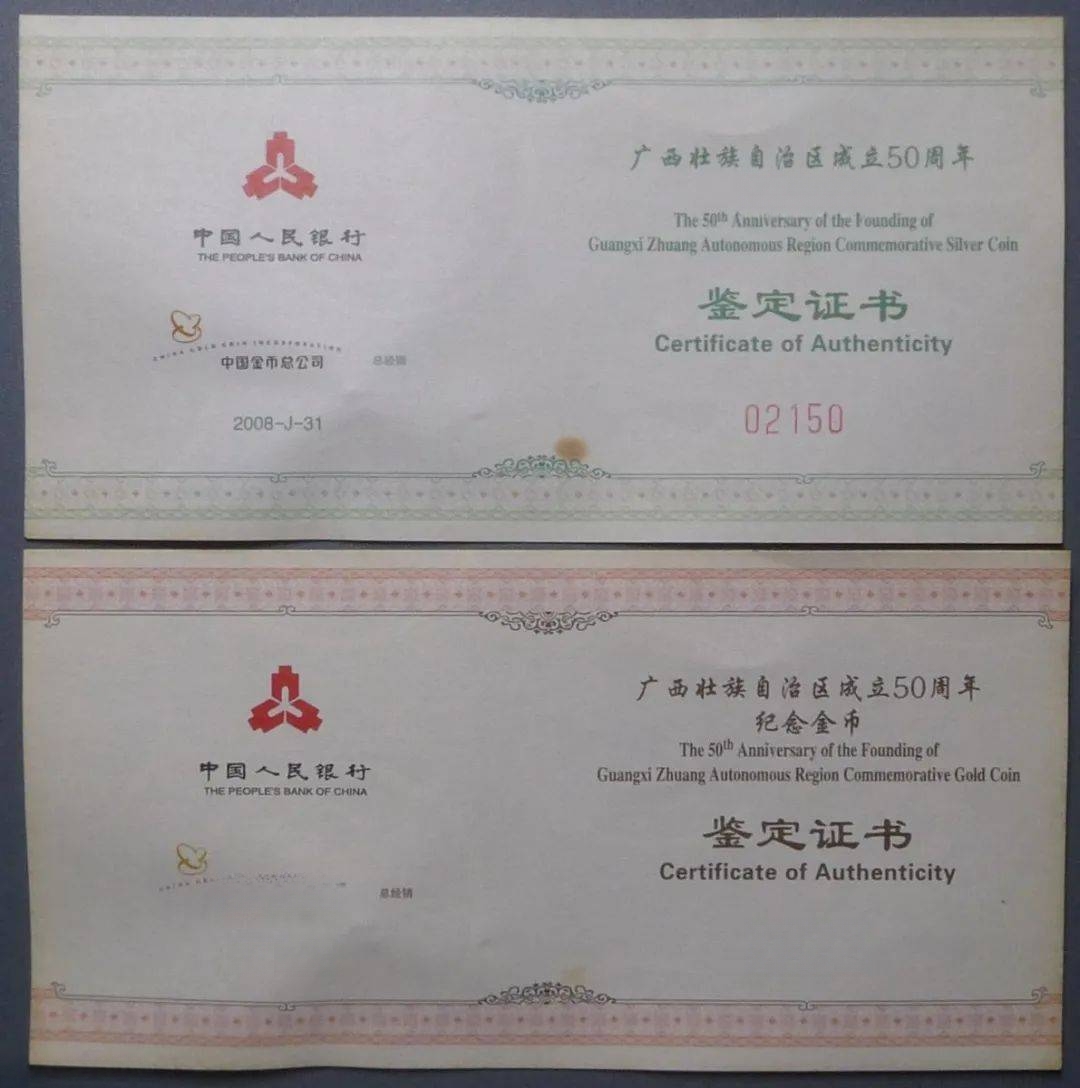 中国人民银行
THE PEOPLE'S BANK OF CHINA
CHINA GOLD COIN INCORPORATION
中国金币总公司
总经销
2008-J-31
广西壮族自治区成立50周年
The 50th Anniversary of the Founding of
Guangxi Zhuang Autonomous Region Commemorative Silver Coin
鉴定证书
Certificate of Authenticity
02150
中国人民银行
THE PEOPLE'S BANK OF CHINA
CHINA
总经销
广西壮族自治区成立50周年
纪念金币
The 50th Anniversary of the Founding of
Guangxi Zhuang Autonomous Region Commemorative Gold Coin
鉴定证书
Certificate of Authenticity